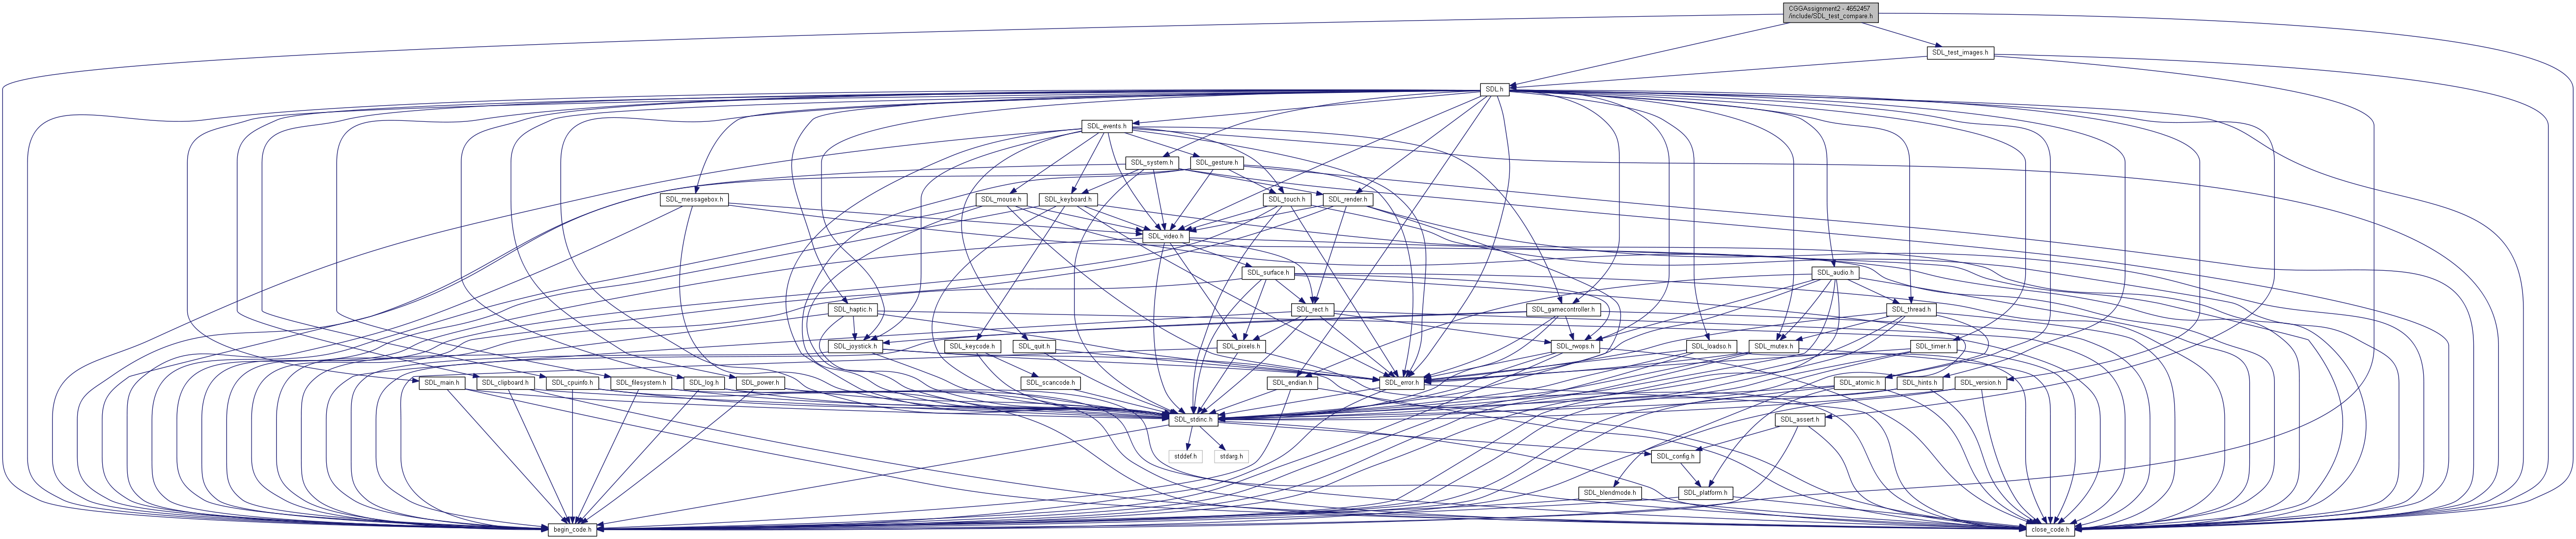 CGGAssignment2 - 4652457
/include/SDL_test_compare.h
SDL_test_images.h
SDL.h
SDL_events.h
SDL_system.h
SDL_gesture.h
SDL_messagebox.h
SDL_mouse.h
SDL_keyboard.h
SDL_touch.h
SDL_render.h
SDL_video.h
SDL_surface.h
SDL_audio.h
SDL_haptic.h
SDL_rect.h
SDL_gamecontroller.h
SDL_thread.h
SDL_joystick.h
SDL_keycode.h
SDL_quit.h
SDL_pixels.h
SDL_rwops.h
SDL_loadso.h
SDL_mutex.h
SDL_timer.h
SDL_main.h
SDL_clipboard.h
SDL_cpuinfo.h
SDL_filesystem.h
SDL_log.h
SDL_power.h
SDL_scancode.h
SDL_endian.h
SDL_error.h
SDL_atomic.h
SDL_hints.h
SDL_version.h
SDL_stdinc.h
SDL_assert.h
stddef.h
stdarg.h
SDL_config.h
SDL_blendmode.h
SDL_platform.h
begin_code.h
close_code.h